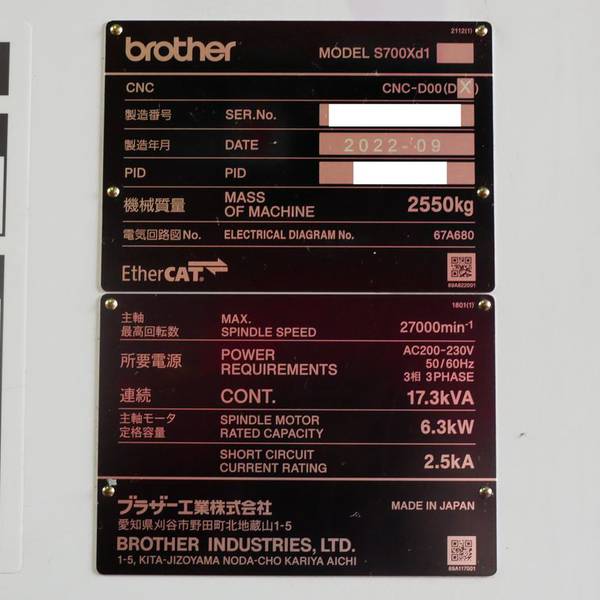 2112(1)
brother MODEL S700Xd1
CNC CNC-D00(DX)
製造番号 SER.No.
製造年月 DATE 2022-09
PID PID
機械質量 MASS OF MACHINE 2550kg
電気回路図No. ELECTRICAL DIAGRAM No. 67A680
EtherCAT
69A822001
1801(1)
主軸 最高回転数 MAX. SPINDLE SPEED 27000min-1
所要電源 POWER REQUIREMENTS AC200-230V 50/60Hz 3相 3PHASE
連続 CONT. 17.3kVA
主軸モータ 定格容量 SPINDLE MOTOR RATED CAPACITY 6.3kW
SHORT CIRCUIT CURRENT RATING 2.5kA
ブラザー工業株式会社 MADE IN JAPAN
愛知県刈谷市野田町北地蔵山1-5
BROTHER INDUSTRIES, LTD.
1-5, KITA-JIZOYAMA NODA-CHO KARIYA AICHI
69A117001